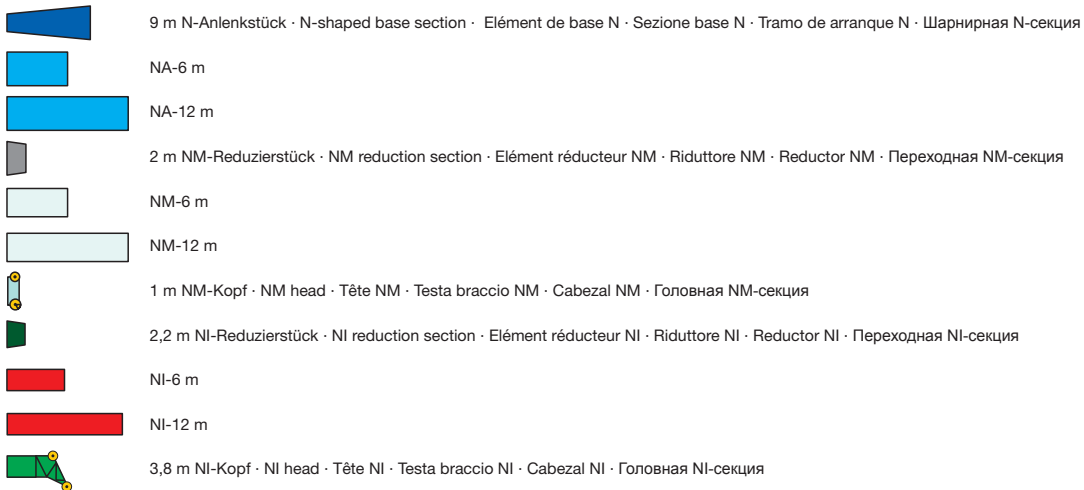 9 m N-Anlenkstück · N-shaped base section · Elément de base N · Sezione base N · Tramo de arranque N · Шарнирная N-секция
NA-6 m
NA-12 m
2 m NM-Reduzierstück · NM reduction section · Elément réducteur NM · Riduttore NM · Reductor NM · Переходная NM-секция
NM-6 m
NM-12 m
1 m NM-Kopf · NM head · Tête NM · Testa braccio NM · Cabezal NM · Головная NM-секция
2,2 m NI-Reduzierstück · NI reduction section · Elément réducteur NI · Riduttore NI · Reductor NI · Переходная NI-секция
NI-6 m
NI-12 m
3,8 m NI-Kopf · NI head · Tête NI · Testa braccio NI · Cabezal NI · Головная NI-секция